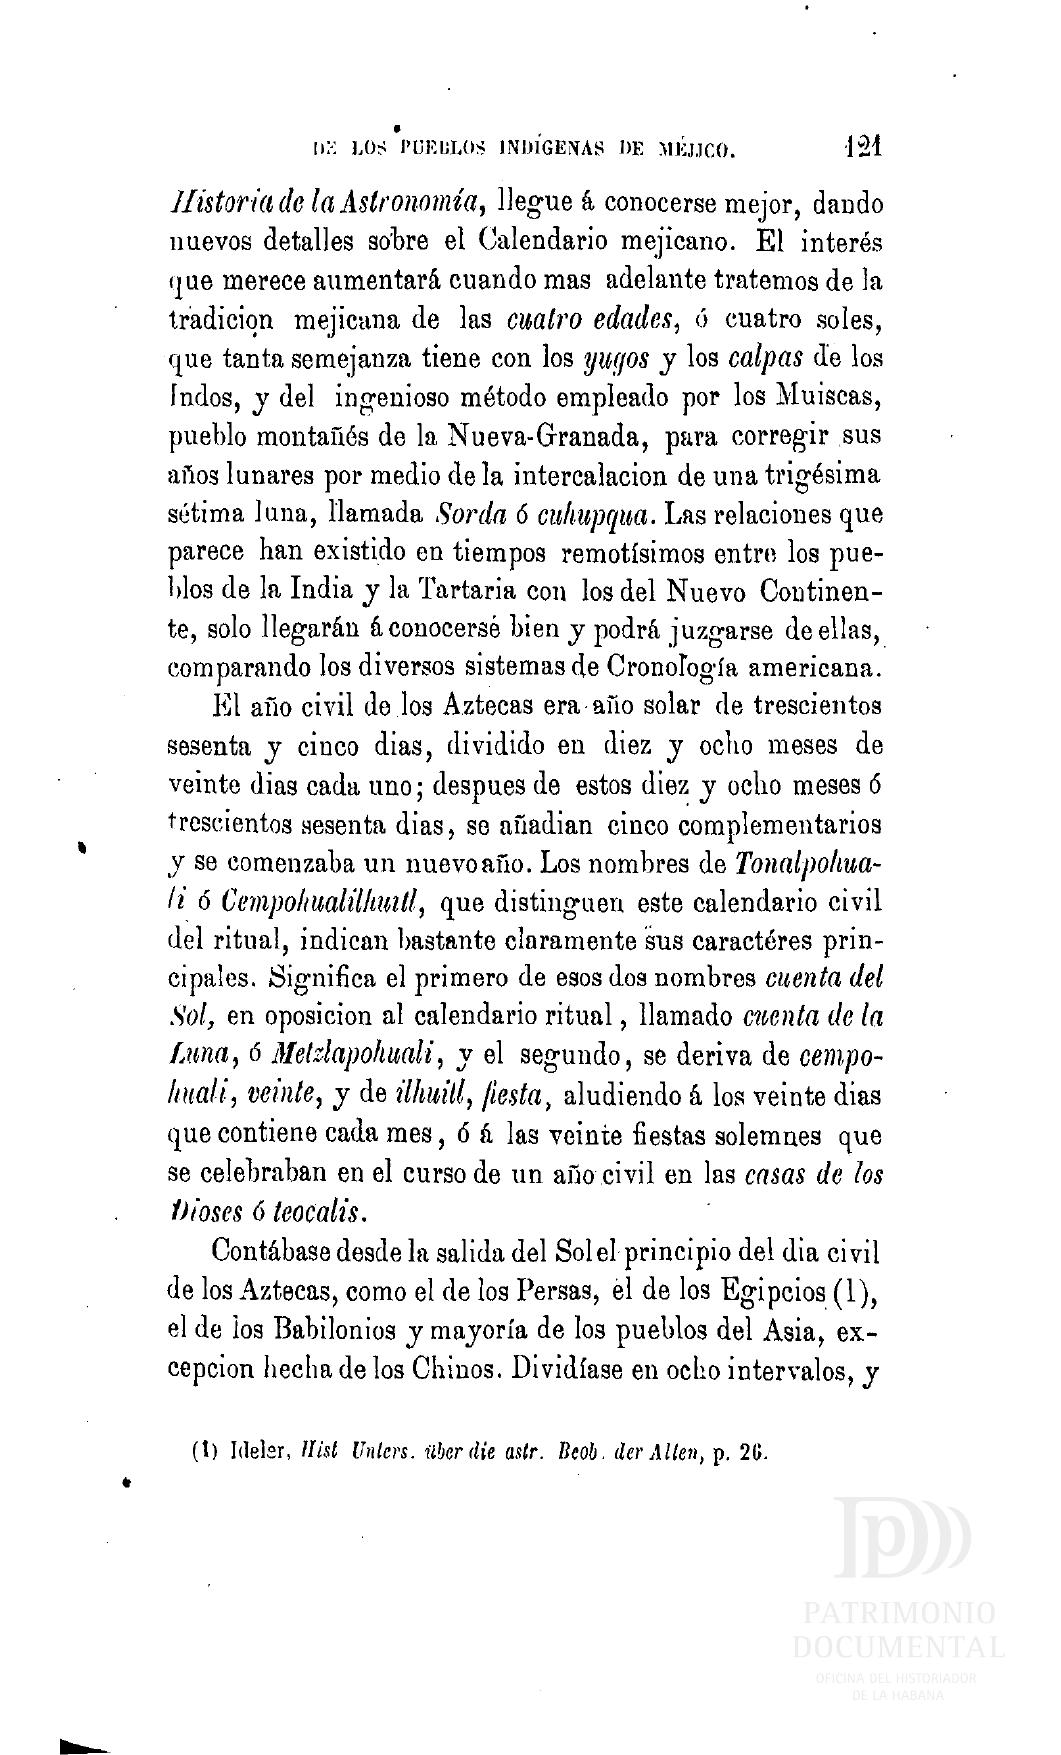 DE LOS PUEBLOS INDÍGENAS DE MÉJICO. 121
Historia de la Astronomía, llegue á conocerse mejor, dando
nuevos detalles sobre el Calendario mejicano. El interés
que merece aumentará cuando mas adelante tratemos de la
tradicion mejicana de las cuatro edades, ó cuatro soles,
que tanta semejanza tiene con los yugos y los calpas de los
Indos, y del ingenioso método empleado por los Muiscas,
pueblo montañés de la Nueva-Granada, para corregir sus
años lunares por medio de la intercalacion de una trigésima
sétima luna, llamada Sorda ó cuhupqua. Las relaciones que
parece han existido en tiempos remotísimos entre los pue-
blos de la India y la Tartaria con los del Nuevo Continen-
te, solo llegarán á conocerse bien y podrá juzgarse de ellas,
comparando los diversos sistemas de Cronología americana.
El año civil de los Aztecas era año solar de trescientos
sesenta y cinco dias, dividido en diez y ocho meses de
veinte dias cada uno; despues de estos diez y ocho meses ó
trescientos sesenta dias, se añadian cinco complementarios
y se comenzaba un nuevo año. Los nombres de Tonalpohua-
li ó Cempohualilhuitl, que distinguen este calendario civil
del ritual, indican bastante claramente sus caractéres prin-
cipales. Significa el primero de esos dos nombres cuenta del
Sol, en oposicion al calendario ritual, llamado cuenta de la
Luna, ó Metzlapohuali, y el segundo, se deriva de cempo-
huali, veinte, y de ilhuitl, fiesta, aludiendo á los veinte dias
que contiene cada mes, ó á las veinte fiestas solemnes que
se celebraban en el curso de un año civil en las casas de los
Dioses ó teocalis.
Contábase desde la salida del Sol el principio del dia civil
de los Aztecas, como el de los Persas, el de los Egipcios (1),
el de los Babilonios y mayoría de los pueblos del Asia, ex-
cepcion hecha de los Chinos. Dividíase en ocho intervalos, y
(1) Ideler, Hist Unters. über die astr. Beob. der Alten, p. 26.
PATRIMONIO
DOCUMENTAL
OFICINA DEL HISTORIADOR
DE LA HABANA